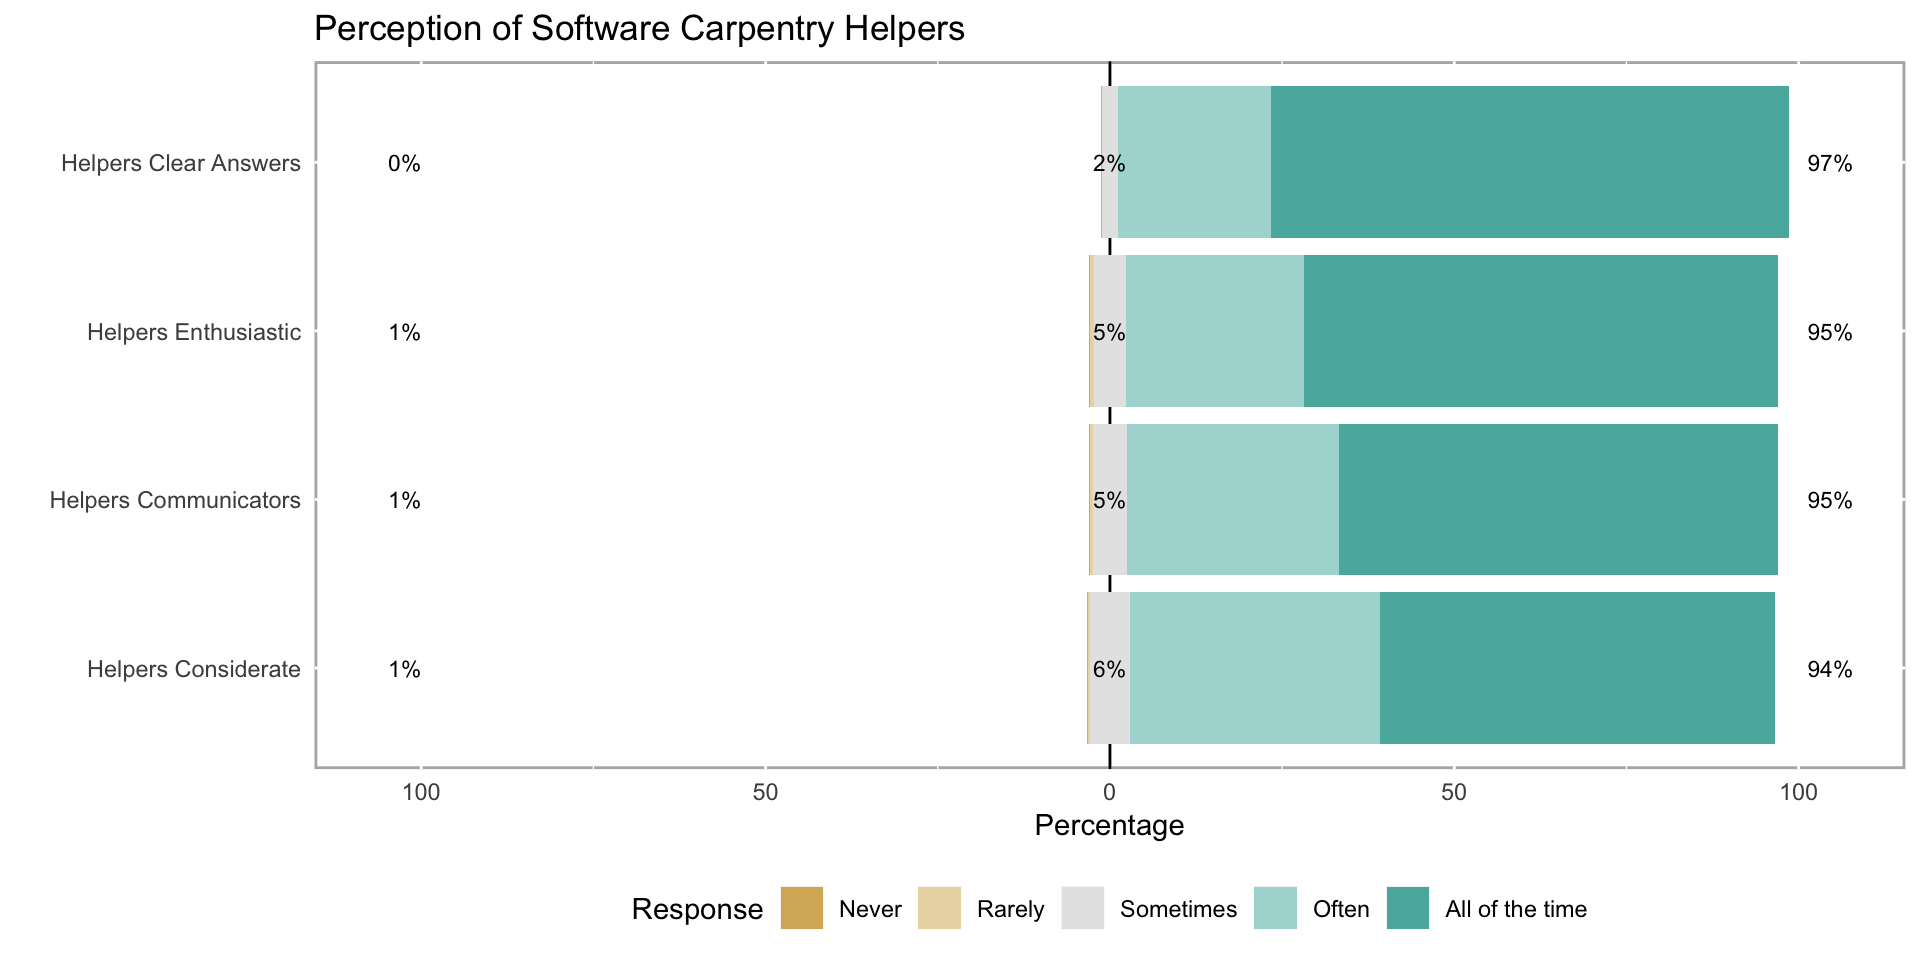 Perception of Software Carpentry Helpers
Helpers Clear Answers 0% 2% 97%
Helpers Enthusiastic 1% 5% 95%
Helpers Communicators 1% 5% 95%
Helpers Considerate 1% 6% 94%
100 50 0 50 100
Percentage
Response Never Rarely Sometimes Often All of the time